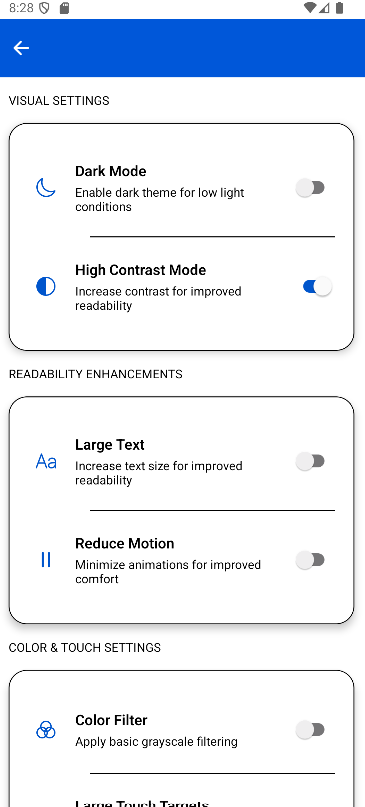 8:28
VISUAL SETTINGS
Dark Mode
Enable dark theme for low light
conditions
High Contrast Mode
Increase contrast for improved
readability
READABILITY ENHANCEMENTS
Aa
Large Text
Increase text size for improved
readability
Reduce Motion
Minimize animations for improved
comfort
COLOR & TOUCH SETTINGS
Color Filter
Apply basic grayscale filtering
Large Touch Targets